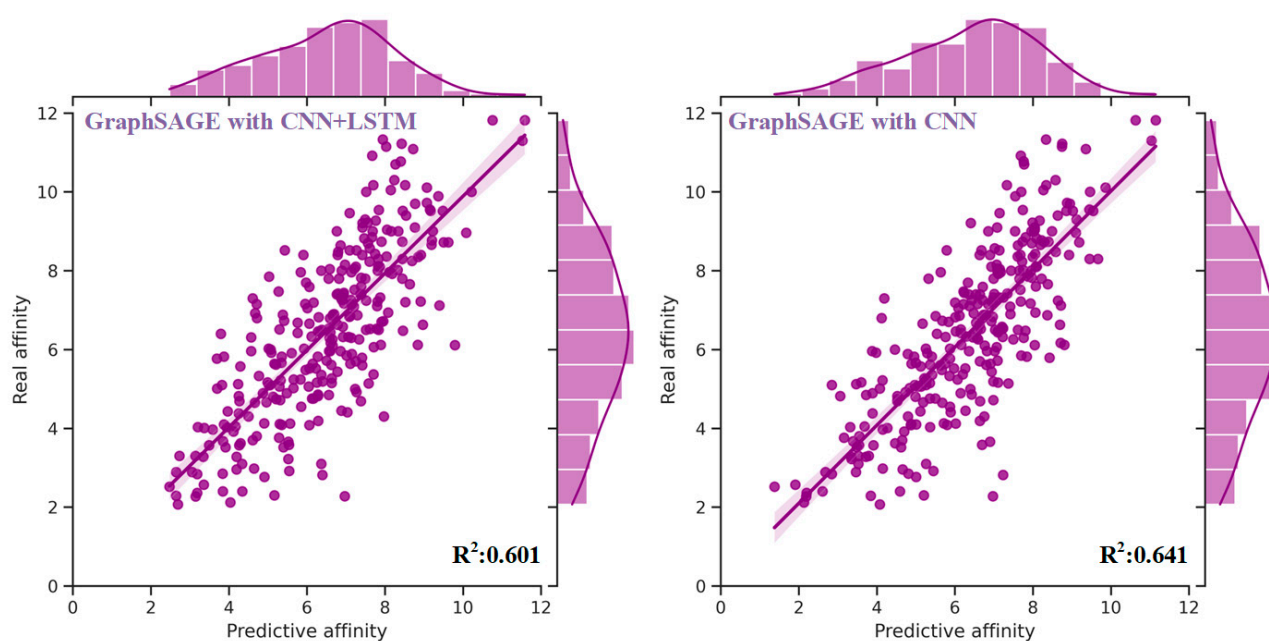 GraphSAGE with CNN+LSTM
12
10
8
6
4
2
0
Real affinity
R²:0.601
0 2 4 6 8 10 12
Predictive affinity
GraphSAGE with CNN
12
10
8
6
4
2
0
Real affinity
R²:0.641
0 2 4 6 8 10 12
Predictive affinity